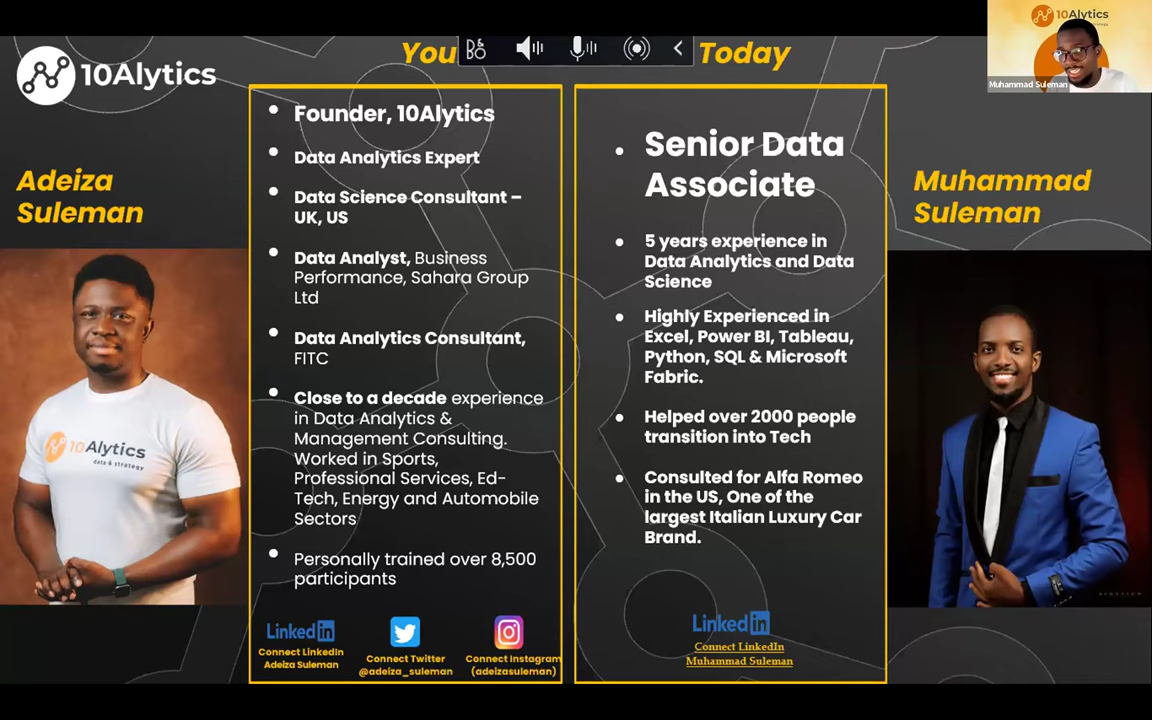 10Alytics
You
Today
10Alytics
Muhammad Suleman
Adeiza
Suleman
10Alytics
data & strategy
• Founder, 10Alytics
• Data Analytics Expert
• Data Science Consultant –
UK, US
• Data Analyst, Business
Performance, Sahara Group
Ltd
• Data Analytics Consultant,
FITC
• Close to a decade experience
in Data Analytics &
Management Consulting.
Worked in Sports,
Professional Services, Ed-
Tech, Energy and Automobile
Sectors
• Personally trained over 8,500
participants
Linked in
Connect LinkedIn
Adeiza Suleman
Connect Twitter
@adeiza_suleman
Connect Instagram
(adeizasuleman)
• Senior Data
Associate
• 5 years experience in
Data Analytics and Data
Science
• Highly Experienced in
Excel, Power BI, Tableau,
Python, SQL & Microsoft
Fabric.
• Helped over 2000 people
transition into Tech
• Consulted for Alfa Romeo
in the US, One of the
largest Italian Luxury Car
Brand.
Linked in
Connect LinkedIn
Muhammad Suleman
Muhammad
Suleman